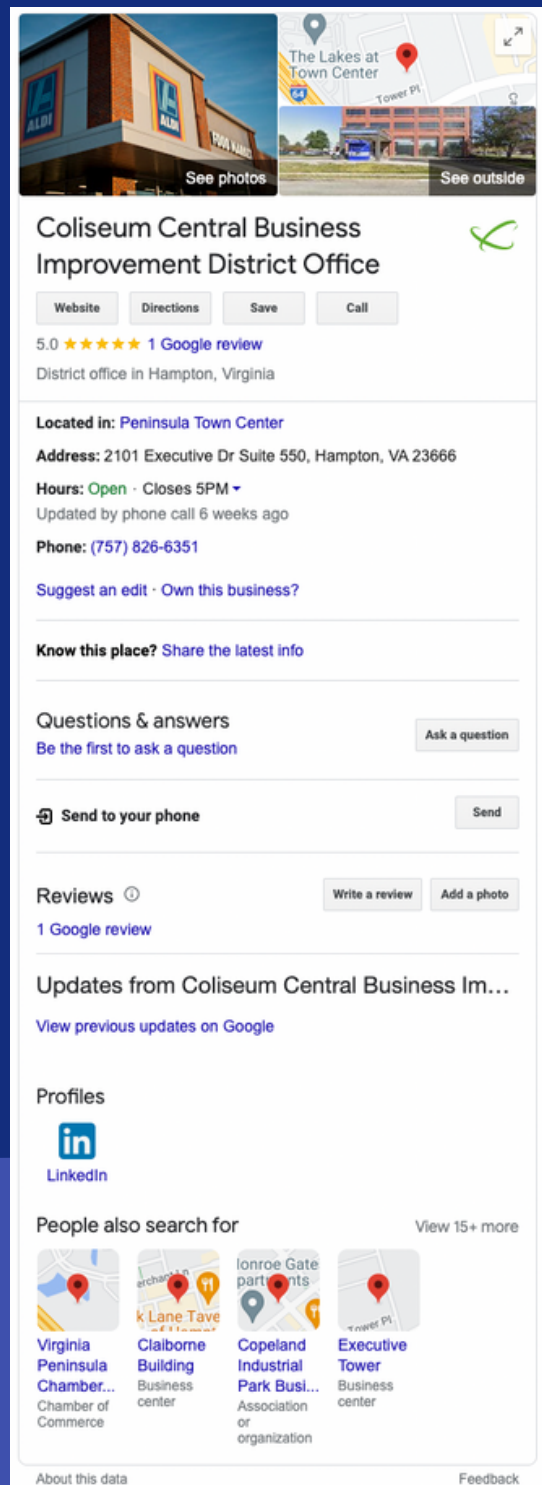 ALDI
ALDI
FOOD MARKET
See photos
The Lakes at
Town Center
64
Tower Pl
See outside
Coliseum Central Business
Improvement District Office
Website Directions Save Call
5.0 ★★★★★ 1 Google review
District office in Hampton, Virginia
Located in: Peninsula Town Center
Address: 2101 Executive Dr Suite 550, Hampton, VA 23666
Hours: Open · Closes 5PM
Updated by phone call 6 weeks ago
Phone: (757) 826-6351
Suggest an edit · Own this business?
Know this place? Share the latest info
Questions & answers
Be the first to ask a question
Ask a question
Send to your phone
Send
Reviews
Write a review Add a photo
1 Google review
Updates from Coliseum Central Business Im...
View previous updates on Google
Profiles
in
LinkedIn
People also search for
View 15+ more
Tower Pl
Virginia
Peninsula
Chamber...
Chamber of
Commerce
Claiborne
Building
Business
center
Copeland
Industrial
Park Busi...
Association
or
organization
Executive
Tower
Business
center
About this data
Feedback